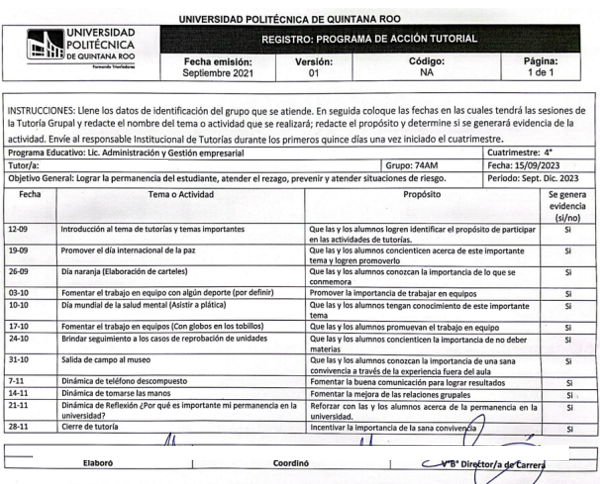 UNIVERSIDAD POLITÉCNICA DE QUINTANA ROO
UNIVERSIDAD
POLITÉCNICA
DE QUINTANA ROO
Formando Triunfadores
REGISTRO: PROGRAMA DE ACCIÓN TUTORIAL
Fecha emisión: Versión: Código: Página:
Septiembre 2021 01 NA 1 de 1
INSTRUCCIONES: Llene los datos de identificación del grupo que se atiende. En seguida coloque las fechas en las cuales tendrá las sesiones de
la Tutoría Grupal y redacte el nombre del tema o actividad que se realizará; redacte el propósito y determine si se generará evidencia de la
actividad. Envíe al responsable Institucional de Tutorías durante los primeros quince días una vez iniciado el cuatrimestre.
Programa Educativo: Lic. Administración y Gestión empresarial Cuatrimestre: 4°
Tutor/a: Grupo: 74AM Fecha: 15/09/2023
Objetivo General: Lograr la permanencia del estudiante, atender el rezago, prevenir y atender situaciones de riesgo. Periodo: Sept. Dic. 2023
Fecha Tema o Actividad Propósito Se genera
evidencia
(si/no)
12-09 Introducción al tema de tutorías y temas importantes Que las y los alumnos logren identificar el propósito de participar Si
en las actividades de tutorías.
19-09 Promover el día internacional de la paz Que las y los alumnos concienticen acerca de este importante Si
tema y logren promoverlo
26-09 Día naranja (Elaboración de carteles) Que las y los alumnos conozcan la importancia de lo que se Si
conmemora
03-10 Fomentar el trabajo en equipo con algún deporte (por definir) Promover la importancia de trabajar en equipos Si
10-10 Día mundial de la salud mental (Asistir a plática) Que las y los alumnos tengan conocimiento de este importante Si
tema
17-10 Fomentar el trabajo en equipos (Con globos en los tobillos) Que las y los alumnos promuevan el trabajo en equipo Si
24-10 Brindar seguimiento a los casos de reprobación de unidades Que las y los alumnos concienticen la importancia de no deber Si
materias
31-10 Salida de campo al museo Que las y los alumnos conozcan la importancia de una sana Si
convivencia a través de la experiencia fuera del aula
7-11 Dinámica de teléfono descompuesto Fomentar la buena comunicación para lograr resultados Si
14-11 Dinámica de tomarse las manos Fomentar la mejora de las relaciones grupales Si
21-11 Dinámica de Reflexión ¿Por qué es importante mi permanencia en la Reforzar con las y los alumnos acerca de la permanencia en la Si
universidad? universidad.
28-11 Cierre de tutoría Incentivar la importancia de la sana convivencia Si
Elaboró Coordinó V°B° Director/a de Carrera